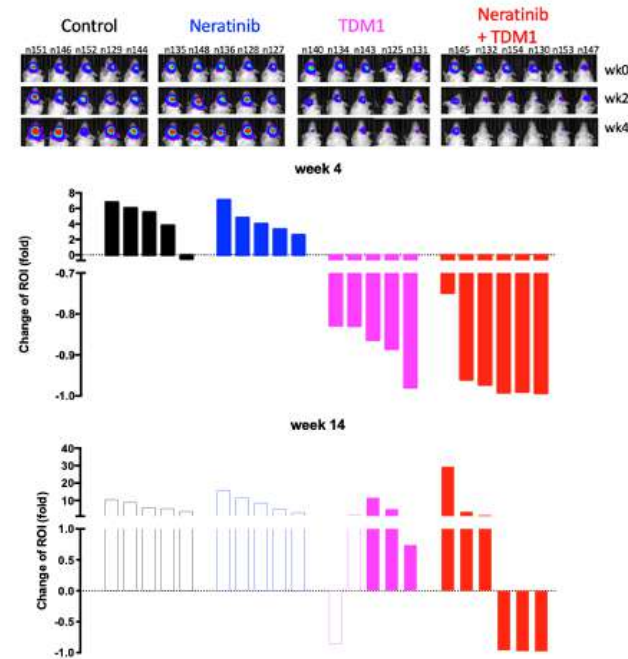 Control Neratinib TDM1 Neratinib + TDM1
n151 n146 n152 n129 n144 n135 n148 n136 n128 n127 n140 n134 n143 n125 n131 n145 n132 n154 n130 n153 n147
wk0
wk2
wk4
week 4
Change of ROI (fold)
8
6
4
2
0
-0.7
-0.8
-0.9
-1.0
week 14
Change of ROI (fold)
40
30
20
10
1.0
0.5
0.0
-0.5
-1.0